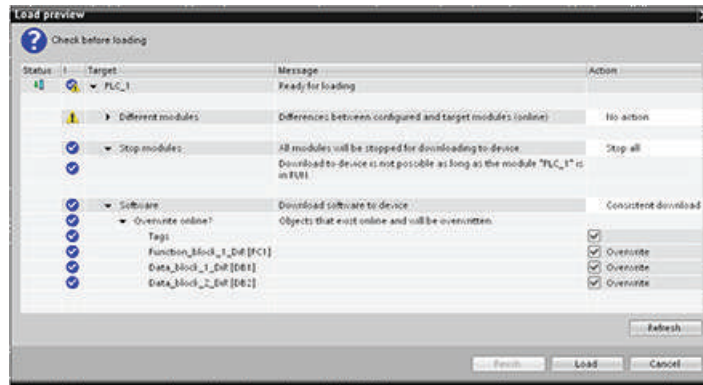 Load preview
Check before loading
Status ! Target Message Action
PLC_1 Ready for loading
Different modules Differences between configured and target modules (online) No action
Stop modules All modules will be stopped for downloading to device Stop all
Download to device is not possible as long as the module "PLC_1" is
in RUN
Software Download software to device Consistent download
Overwrite online? Objects that exist online and will be overwritten
Tags
Function_block_1_Dif [FC1] Overwrite
Data_block_1_Dif [DB1] Overwrite
Data_block_2_Dif [DB2] Overwrite
Refresh
Finish Load Cancel